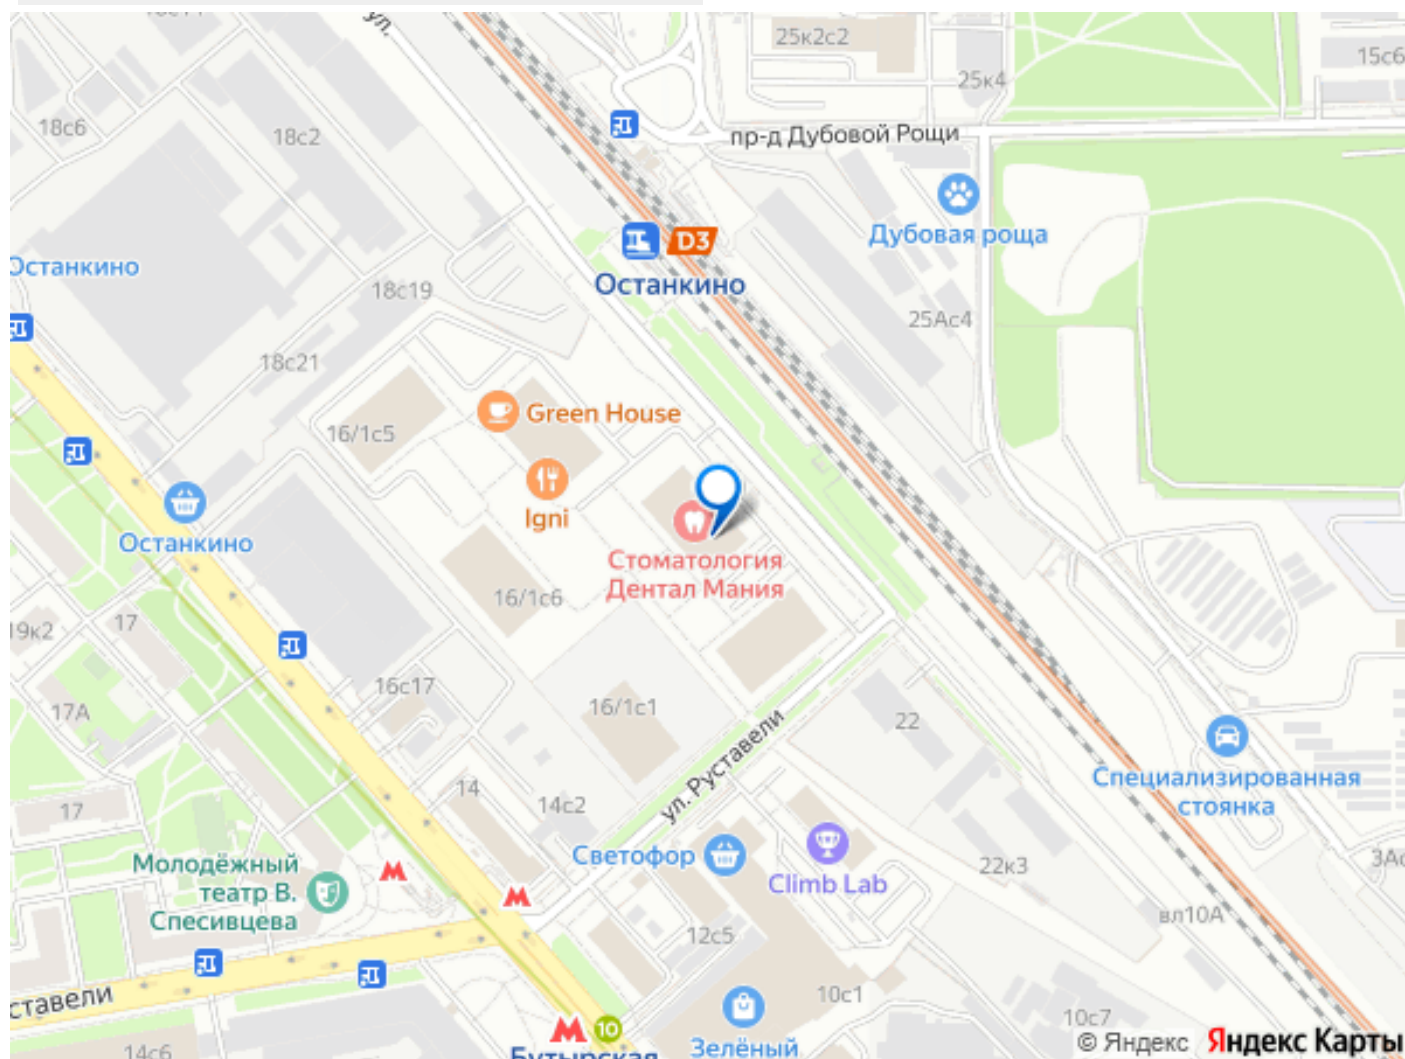 ул.
25к2с2
15с6
25к4
18с6
18с2
пр-д Дубовой Рощи
Дубовая роща
D3
Останкино
Останкино
18с19
25Ас4
18с21
Green House
16/1с5
Igni
Останкино
Стоматология
Дентал Мания
16/1с6
19к2
17
16с17
17А
16/1с1
22
ул. Руставели
Специализированная
стоянка
14
14с2
17
Молодёжный
театр В.
Спесивцева
Светофор
Climb Lab
22к3
вл10А
12с5
10с1
10с7
14с6
10
Бутырская
Зелёный
© Яндекс Яндекс Карты